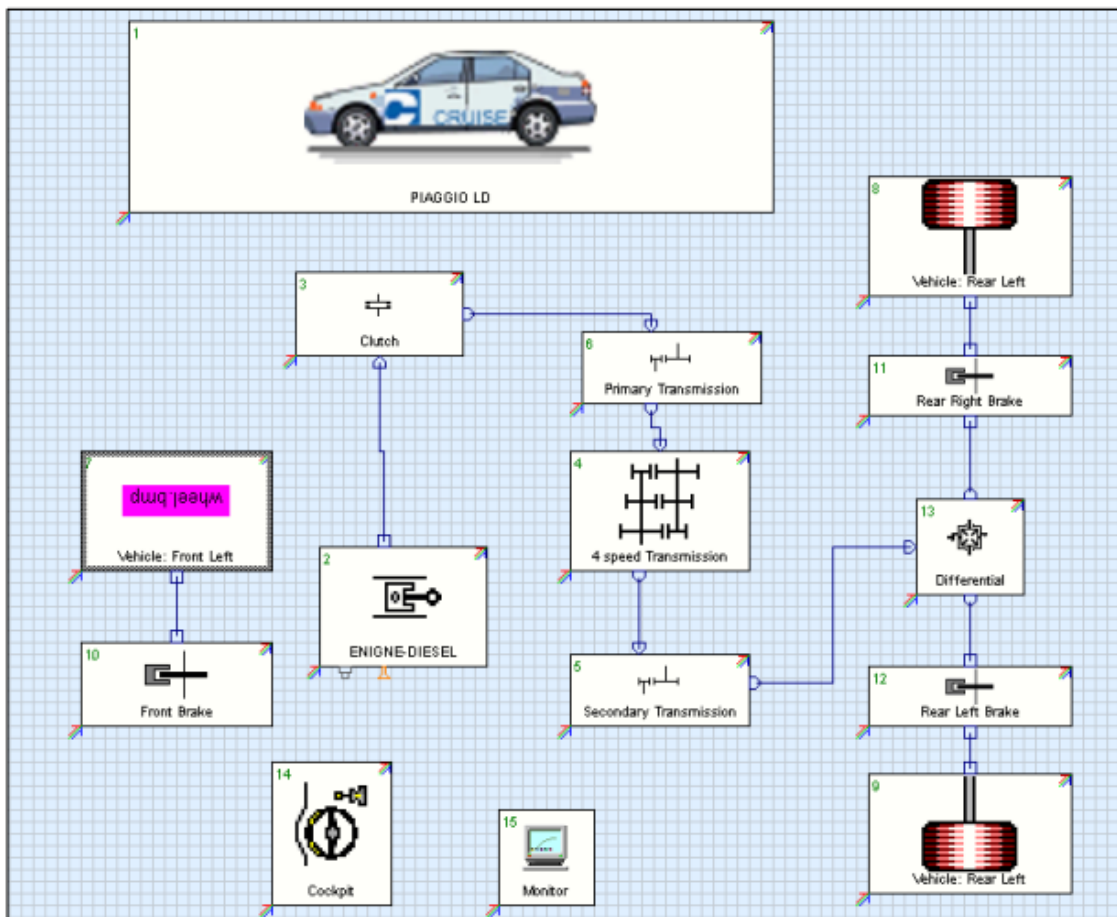 1
CRUISE
PIAGGIO LD
8
Vehicle: Rear Left
3
Clutch
6
Primary Transmission
11
Rear Right Brake
7
wheel.bmp
Vehicle: Front Left
2
ENIGNE-DIESEL
4
4 speed Transmission
13
Differential
10
Front Brake
5
Secondary Transmission
12
Rear Left Brake
14
Cockpit
15
Monitor
9
Vehicle: Rear Left